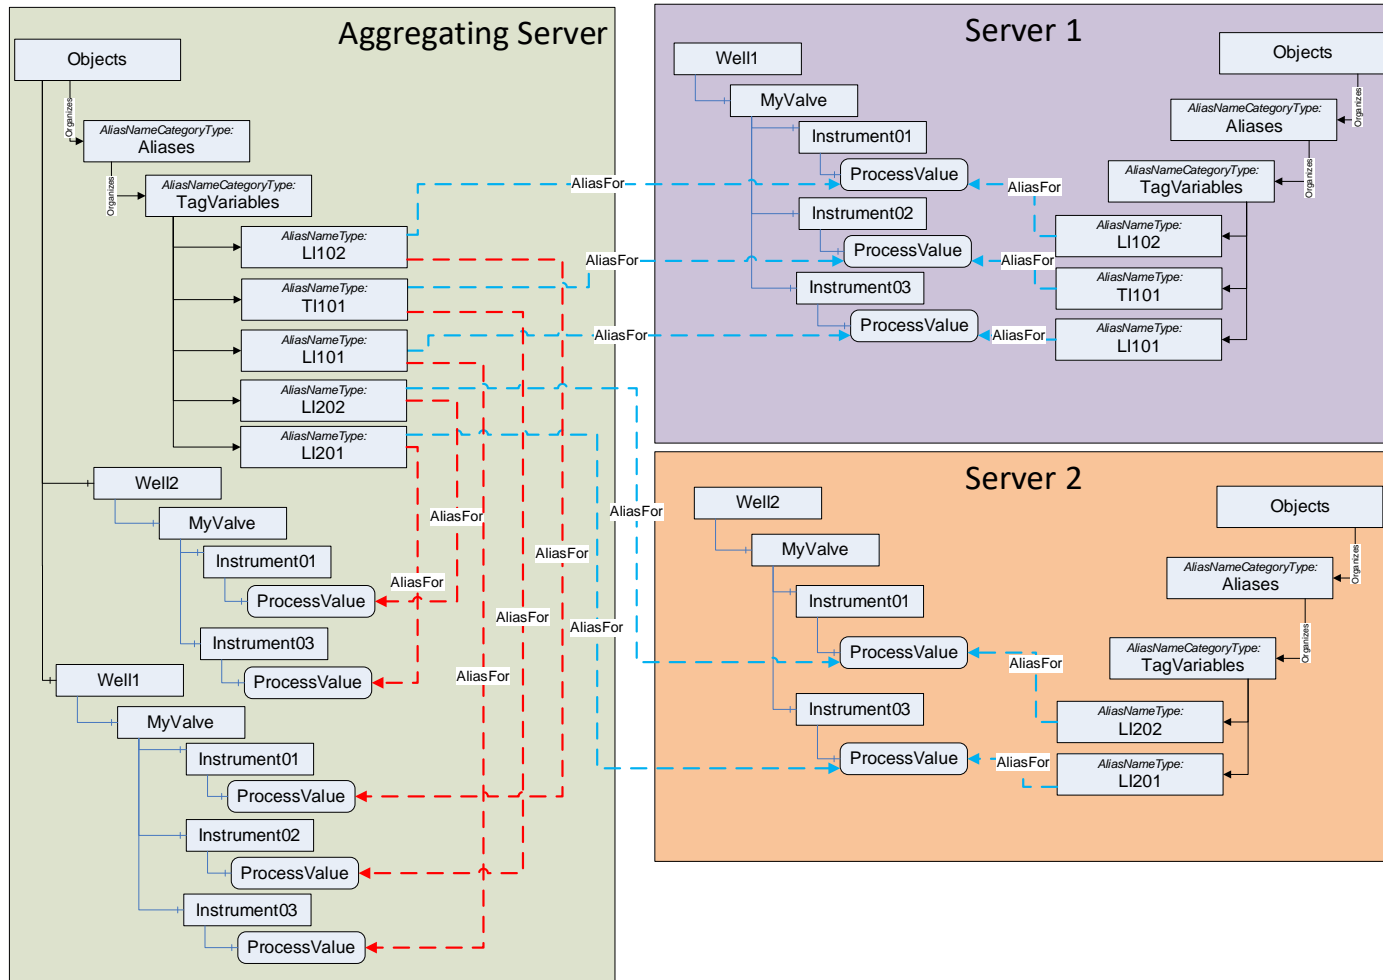 Aggregating Server
Objects
Organizes
AliasNameCategoryType:
Aliases
Organizes
AliasNameCategoryType:
TagVariables
AliasNameType:
LI102
AliasNameType:
TI101
AliasNameType:
LI101
AliasNameType:
LI202
AliasNameType:
LI201
Well2
MyValve
Instrument01
ProcessValue
Instrument03
ProcessValue
Well1
MyValve
Instrument01
ProcessValue
Instrument02
ProcessValue
Instrument03
ProcessValue
AliasFor
AliasFor
AliasFor
AliasFor
AliasFor
AliasFor
AliasFor
AliasFor
AliasFor
AliasFor
Server 1
Well1
MyValve
Instrument01
ProcessValue
Instrument02
ProcessValue
Instrument03
ProcessValue
AliasFor
AliasFor
AliasFor
Objects
Organizes
AliasNameCategoryType:
Aliases
Organizes
AliasNameCategoryType:
TagVariables
AliasNameType:
LI102
AliasNameType:
TI101
AliasNameType:
LI101
Server 2
Well2
MyValve
Instrument01
ProcessValue
Instrument03
ProcessValue
AliasFor
AliasFor
Objects
Organizes
AliasNameCategoryType:
Aliases
Organizes
AliasNameCategoryType:
TagVariables
AliasNameType:
LI202
AliasNameType:
LI201